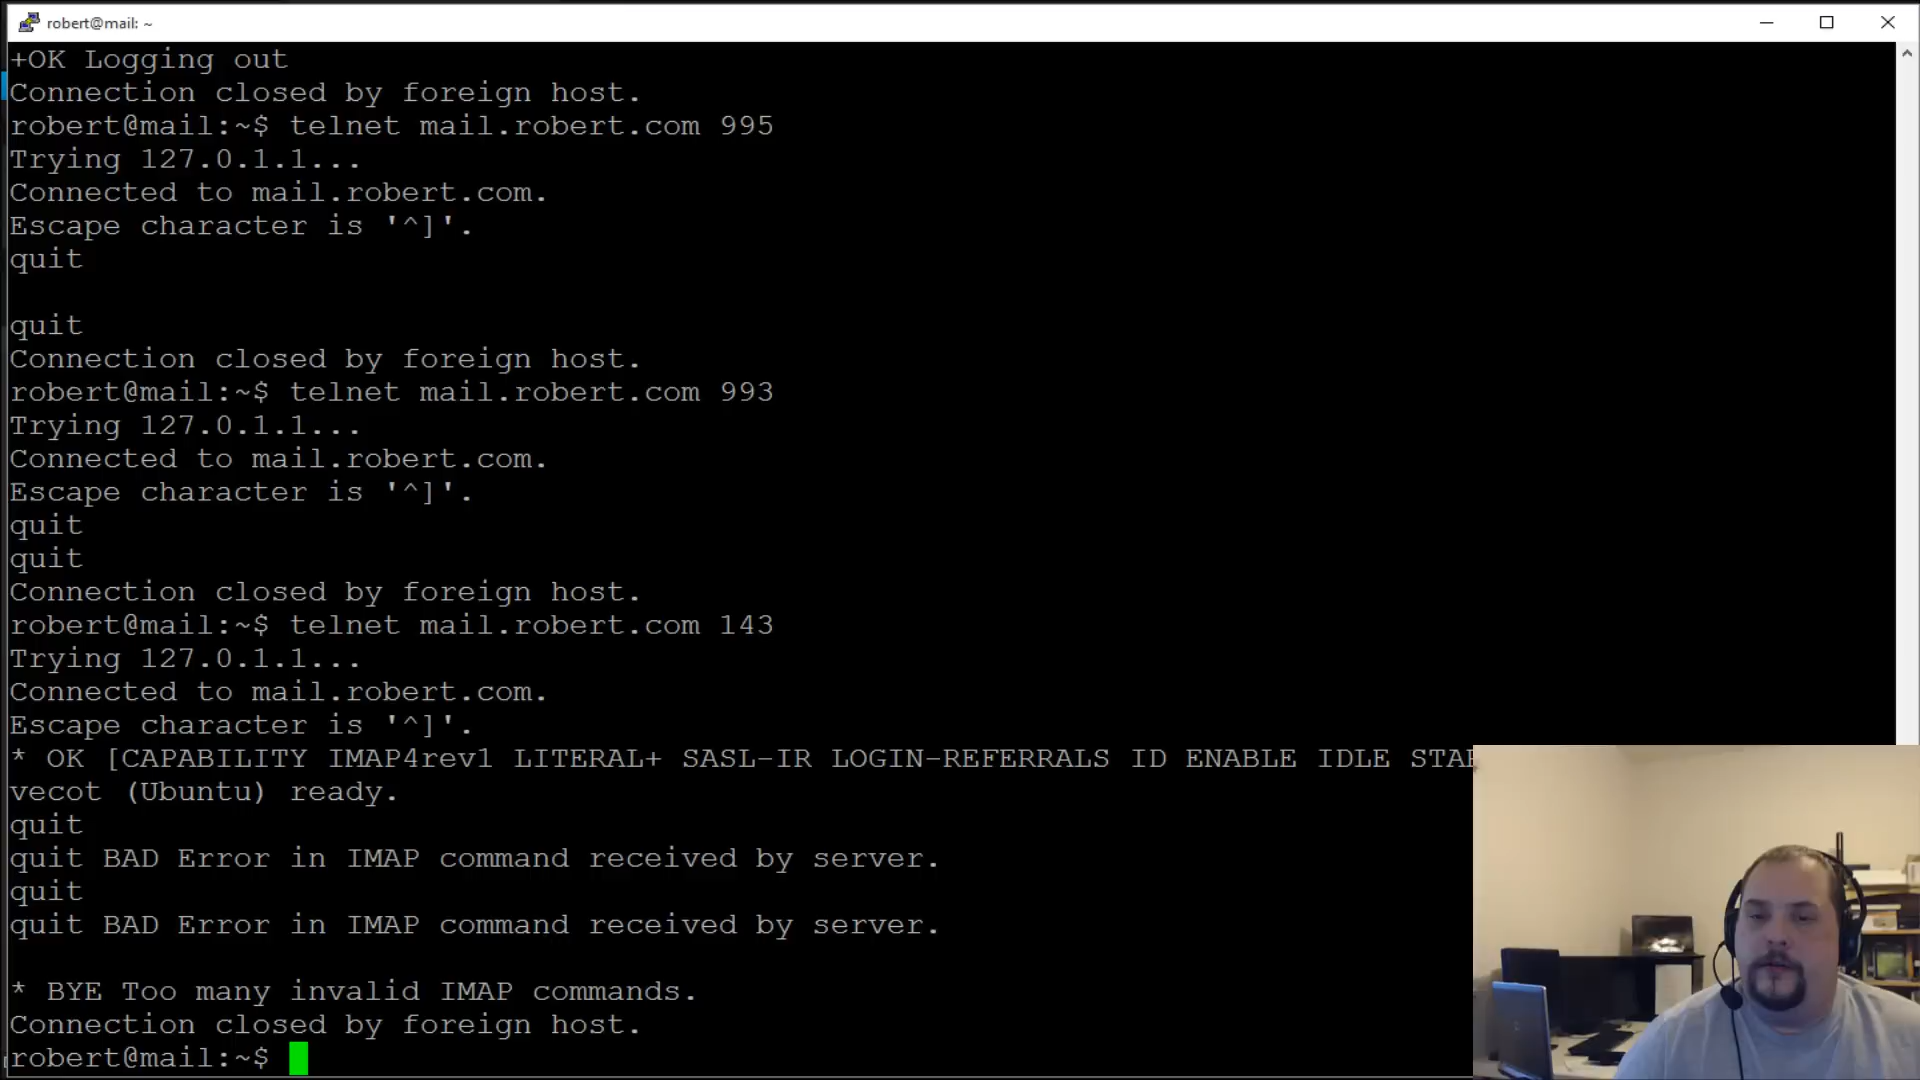 robert@mail: ~
+OK Logging out
Connection closed by foreign host.
robert@mail:~$ telnet mail.robert.com 995
Trying 127.0.1.1...
Connected to mail.robert.com.
Escape character is '^]'.
quit
quit
Connection closed by foreign host.
robert@mail:~$ telnet mail.robert.com 993
Trying 127.0.1.1...
Connected to mail.robert.com.
Escape character is '^]'.
quit
quit
Connection closed by foreign host.
robert@mail:~$ telnet mail.robert.com 143
Trying 127.0.1.1...
Connected to mail.robert.com.
Escape character is '^]'.
* OK [CAPABILITY IMAP4rev1 LITERAL+ SASL-IR LOGIN-REFERRALS ID ENABLE IDLE
vecot (Ubuntu) ready.
quit
quit BAD Error in IMAP command received by server.
quit
quit BAD Error in IMAP command received by server.
* BYE Too many invalid IMAP commands.
Connection closed by foreign host.
robert@mail:~$